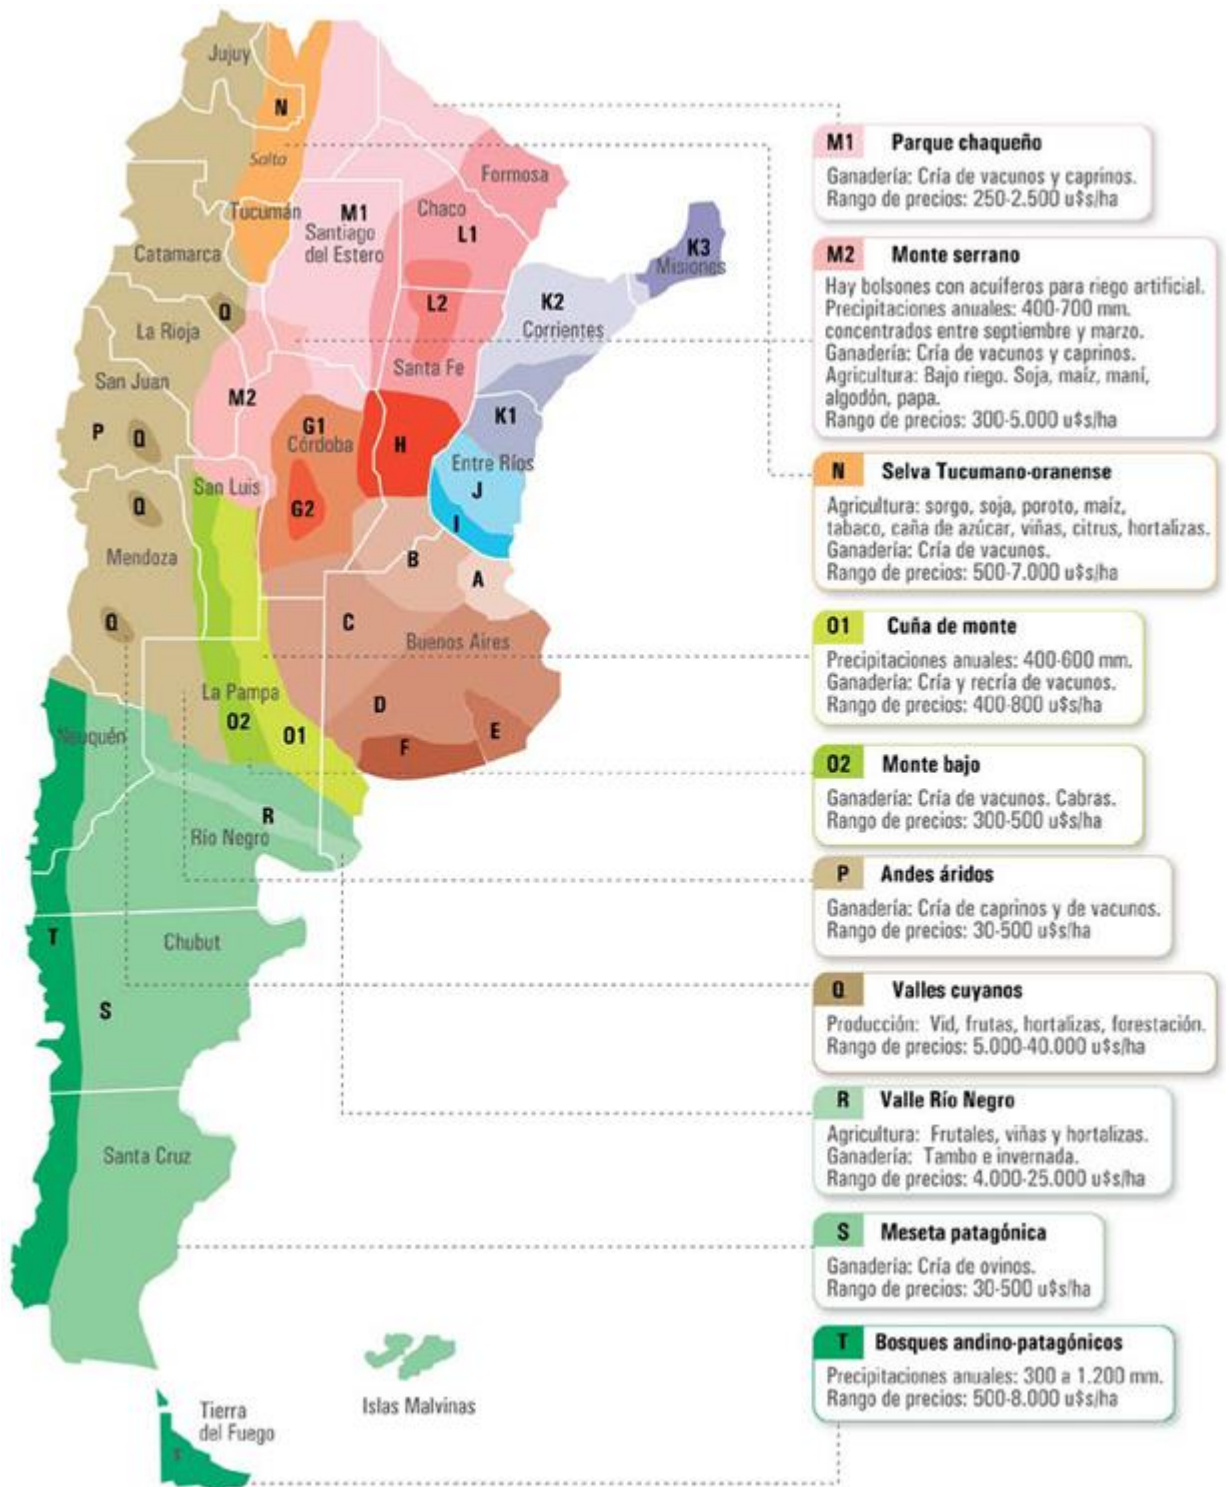 Jujuy
N
Salta
Tucumán
Catamarca
M1
Santiago
del Estero
Formosa
Chaco
L1
L2
K3
Misiones
K2
Corrientes
Q
La Rioja
Santa Fe
San Juan
M2
P
Q
G1
Córdoba
H
K1
Entre Ríos
J
I
San Luis
G2
Q
Mendoza
B
A
Q
C
Buenos Aires
La Pampa
O2
O1
D
E
F
Neuquén
R
Río Negro
T
Chubut
S
Santa Cruz
Islas Malvinas
Tierra
del Fuego
T
M1 Parque chaqueño
Ganadería: Cría de vacunos y caprinos.
Rango de precios: 250-2.500 u$s/ha
M2 Monte serrano
Hay bolsones con acuíferos para riego artificial.
Precipitaciones anuales: 400-700 mm.
concentrados entre septiembre y marzo.
Ganadería: Cría de vacunos y caprinos.
Agricultura: Bajo riego. Soja, maíz, maní,
algodón, papa.
Rango de precios: 300-5.000 u$s/ha
N Selva Tucumano-oranense
Agricultura: sorgo, soja, poroto, maíz,
tabaco, caña de azúcar, viñas, citrus, hortalizas.
Ganadería: Cría de vacunos.
Rango de precios: 500-7.000 u$s/ha
O1 Cuña de monte
Precipitaciones anuales: 400-600 mm.
Ganadería: Cría y recría de vacunos.
Rango de precios: 400-800 u$s/ha
O2 Monte bajo
Ganadería: Cría de vacunos. Cabras.
Rango de precios: 300-500 u$s/ha
P Andes áridos
Ganadería: Cría de caprinos y de vacunos.
Rango de precios: 30-500 u$s/ha
Q Valles cuyanos
Producción: Vid, frutas, hortalizas, forestación.
Rango de precios: 5.000-40.000 u$s/ha
R Valle Río Negro
Agricultura: Frutales, viñas y hortalizas.
Ganadería: Tambo e invernada.
Rango de precios: 4.000-25.000 u$s/ha
S Meseta patagónica
Ganadería: Cría de ovinos.
Rango de precios: 30-500 u$s/ha
T Bosques andino-patagónicos
Precipitaciones anuales: 300 a 1.200 mm.
Rango de precios: 500-8.000 u$s/ha